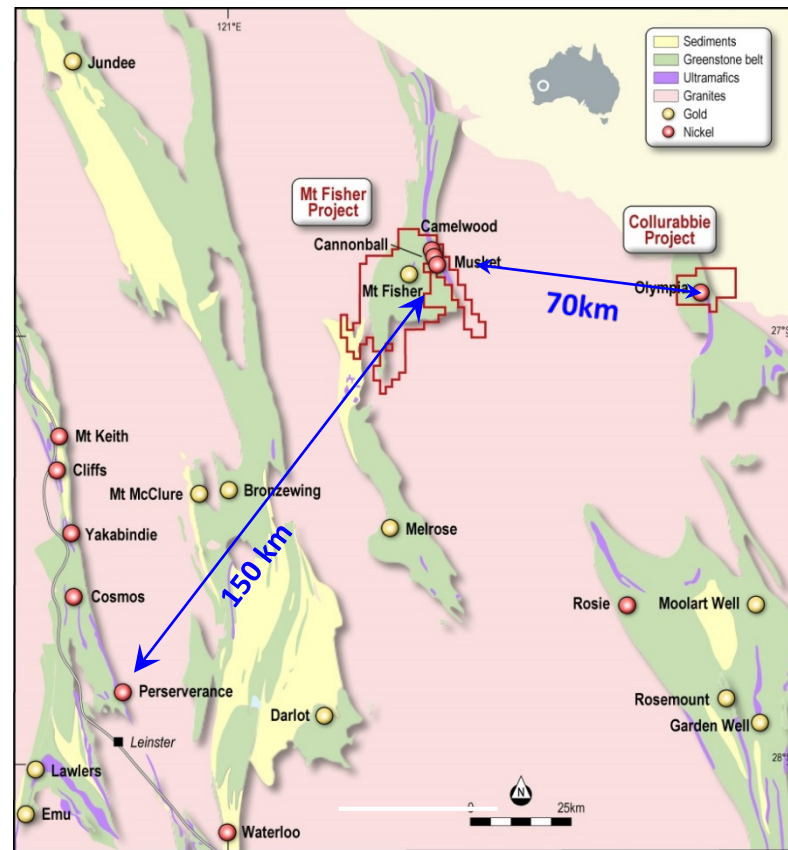 121°E
Jundee
Sediments
Greenstone belt
Ultramafics
Granites
Gold
Nickel
Mt Fisher
Project
Camelwood
Cannonball
Musket
Mt Fisher
Collurabbie
Project
Olympia
70km
27°S
Mt Keith
Cliffs
Mt McClure
Bronzewing
Yakabindie
Melrose
150 km
Cosmos
Rosie
Moolart Well
Perserverance
Rosemount
Darlot
Garden Well
Leinster
28°S
Lawlers
Emu
N
0
25km
Waterloo